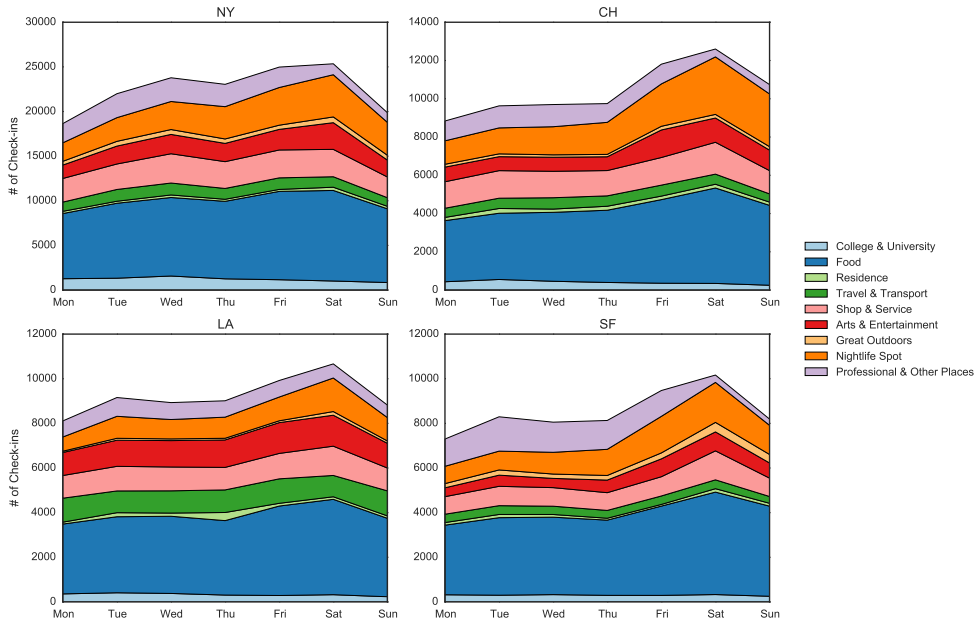 NY
30000
25000
20000
15000
10000
5000
0
# of Check-ins
Mon Tue Wed Thu Fri Sat Sun
CH
14000
12000
10000
8000
6000
4000
2000
0
Mon Tue Wed Thu Fri Sat Sun
LA
12000
10000
8000
6000
4000
2000
0
# of Check-ins
Mon Tue Wed Thu Fri Sat Sun
SF
12000
10000
8000
6000
4000
2000
0
Mon Tue Wed Thu Fri Sat Sun
College & University
Food
Residence
Travel & Transport
Shop & Service
Arts & Entertainment
Great Outdoors
Nightlife Spot
Professional & Other Places